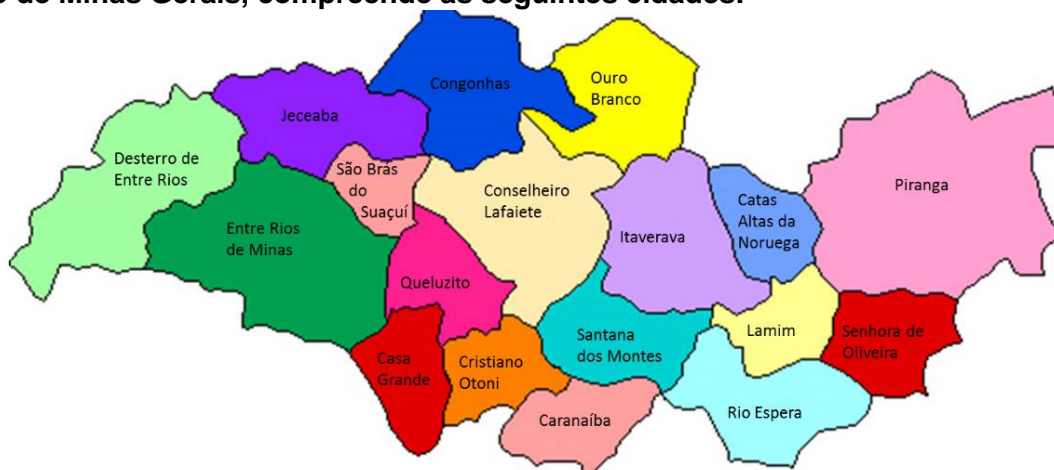 de Minas Gerais, compreende as seguintes cidades:
Congonhas
Ouro
Branco
Jeceaba
Desterro de
Entre Rios
São Brás
do
Suaçuí
Conselheiro
Lafaiete
Catas
Altas da
Noruega
Piranga
Entre Rios
de Minas
Itaverava
Queluzito
Santana
dos Montes
Lamim
Senhora de
Oliveira
Casa
Grande
Cristiano
Otoni
Caranaíba
Rio Espera